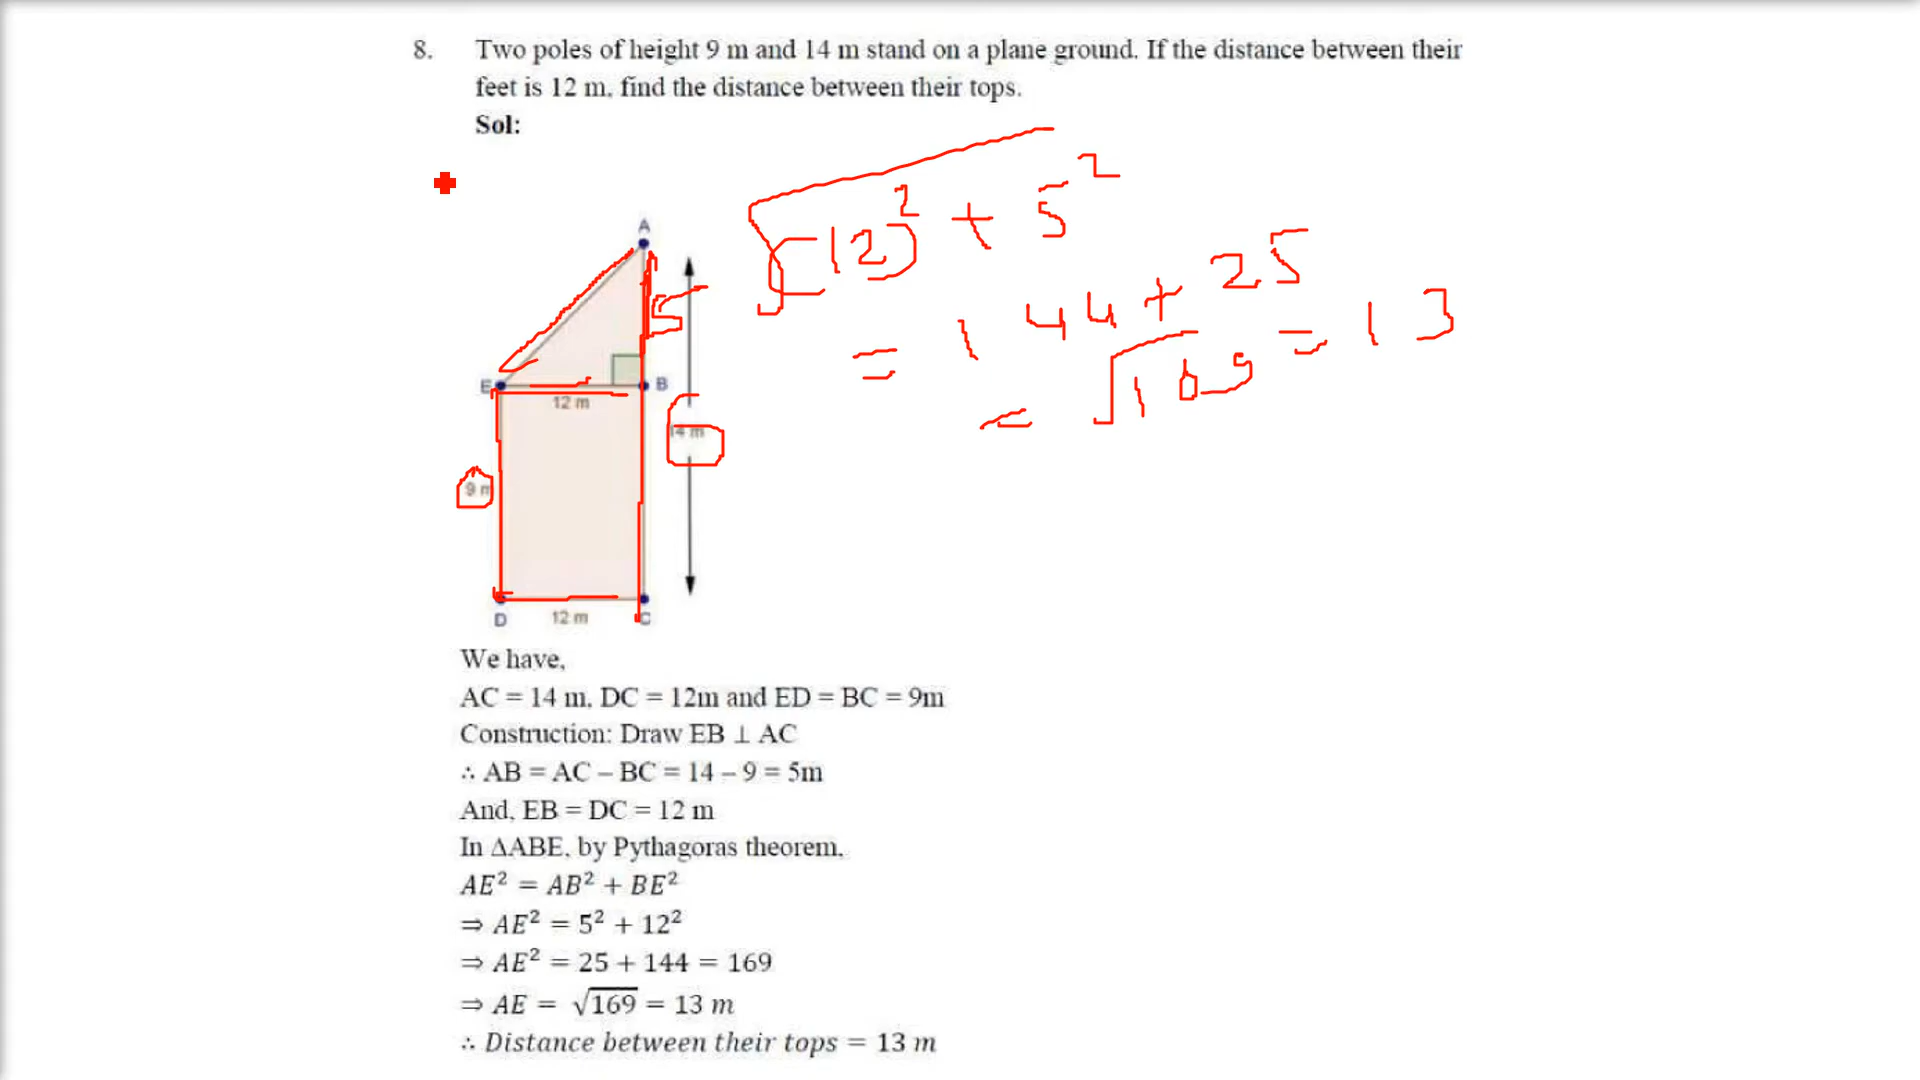 8. Two poles of height 9 m and 14 m stand on a plane ground. If the distance between their
feet is 12 m, find the distance between their tops.
Sol:
√(12)² + 5²
= 144 + 25
= √169 = 13
A
5
E
B
12 m
14 m
9 m
D
12 m
C
We have,
AC = 14 m, DC = 12m and ED = BC = 9m
Construction: Draw EB ⊥ AC
∴ AB = AC – BC = 14 – 9 = 5m
And, EB = DC = 12 m
In ΔABE, by Pythagoras theorem,
AE² = AB² + BE²
⇒ AE² = 5² + 12²
⇒ AE² = 25 + 144 = 169
⇒ AE = √169 = 13 m
∴ Distance between their tops = 13 m